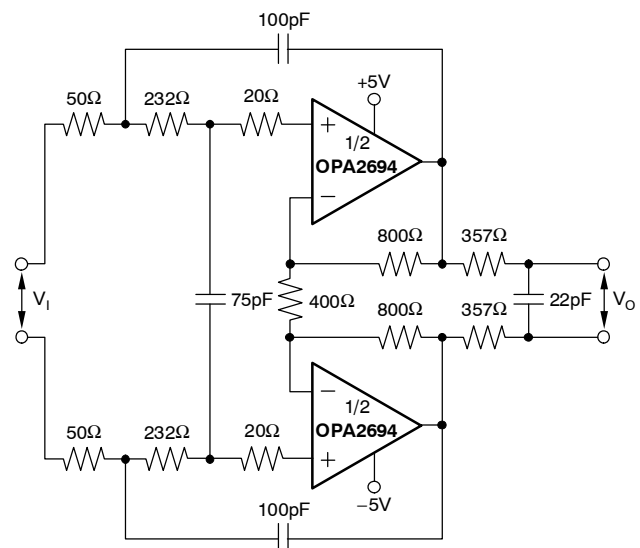 100pF
50Ω
232Ω
20Ω
+5V
+
1/2
OPA2694
−
800Ω
357Ω
V_I
75pF
400Ω
22pF
V_O
800Ω
357Ω
−
1/2
OPA2694
+
50Ω
232Ω
20Ω
−5V
100pF